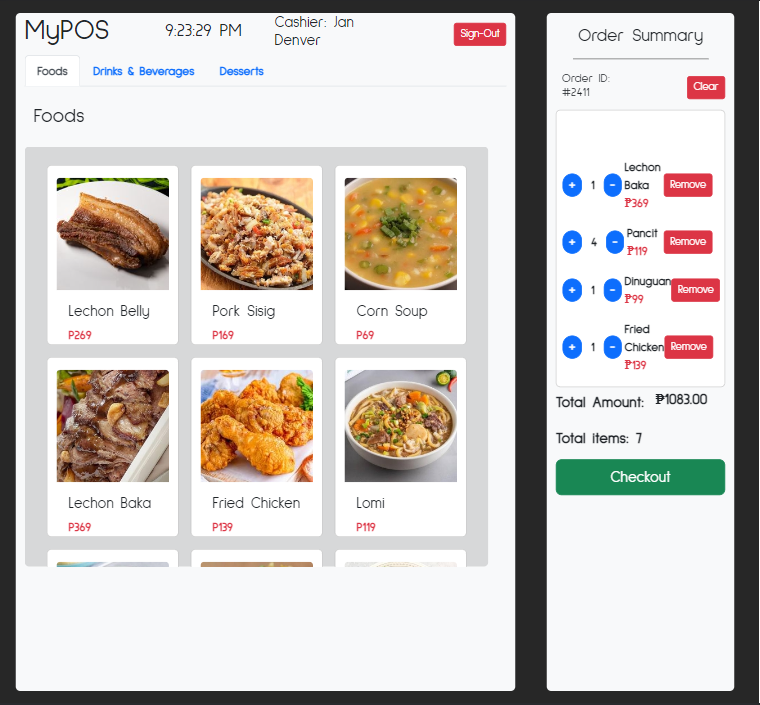 MyPOS
9:23:29 PM
Cashier: Jan
Denver
Sign-Out
Foods
Drinks & Beverages
Desserts
Foods
Lechon Belly
P269
Pork Sisig
P169
Corn Soup
P69
Lechon Baka
P369
Fried Chicken
P139
Lomi
P119
Order Summary
Order ID:
#2411
Clear
+ 1 -
Lechon
Baka
₱369
Remove
+ 4 -
Pancit
₱119
Remove
+ 1 -
Dinuguan
₱99
Remove
+ 1 -
Fried
Chicken
₱139
Remove
Total Amount: ₱1083.00
Total items: 7
Checkout